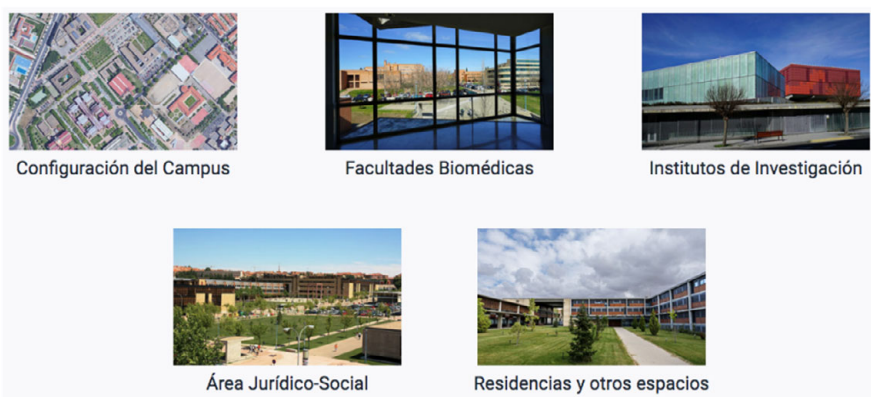 Configuración del Campus
Facultades Biomédicas
Institutos de Investigación
Área Jurídico-Social
Residencias y otros espacios